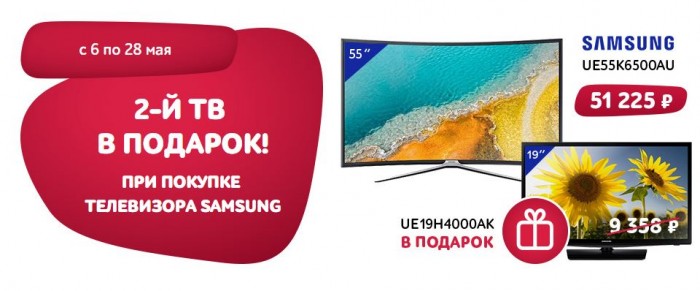 с 6 по 28 мая
2-Й ТВ
В ПОДАРОК!
ПРИ ПОКУПКЕ
ТЕЛЕВИЗОРА SAMSUNG
55"
SAMSUNG
UE55K6500AU
51 225 ₽
19"
UE19H4000AK
В ПОДАРОК
9 358 ₽
SAMSUNG